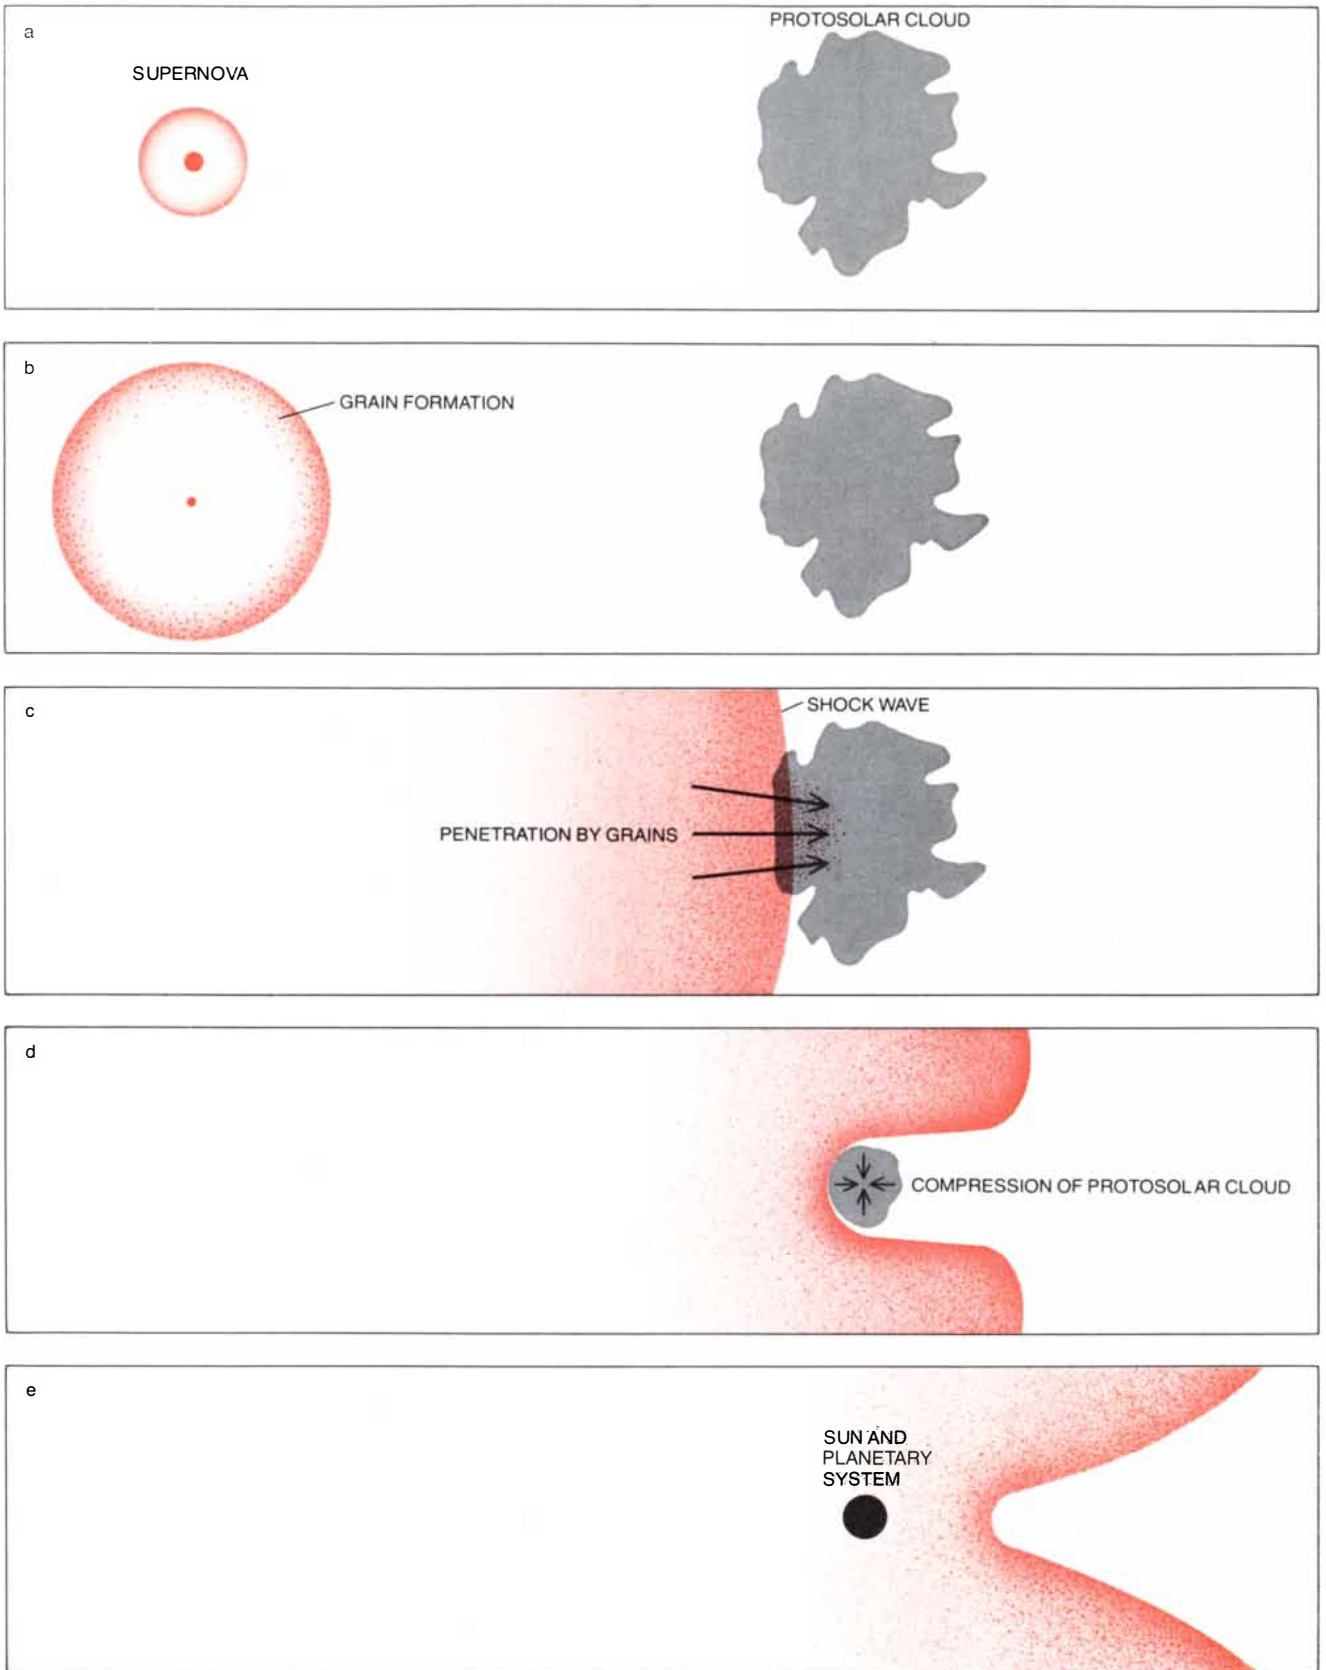 a
PROTOSOLAR CLOUD
SUPERNOVA
b
GRAIN FORMATION
c
SHOCK WAVE
PENETRATION BY GRAINS
d
COMPRESSION OF PROTOSOLAR CLOUD
e
SUN AND
PLANETARY
SYSTEM